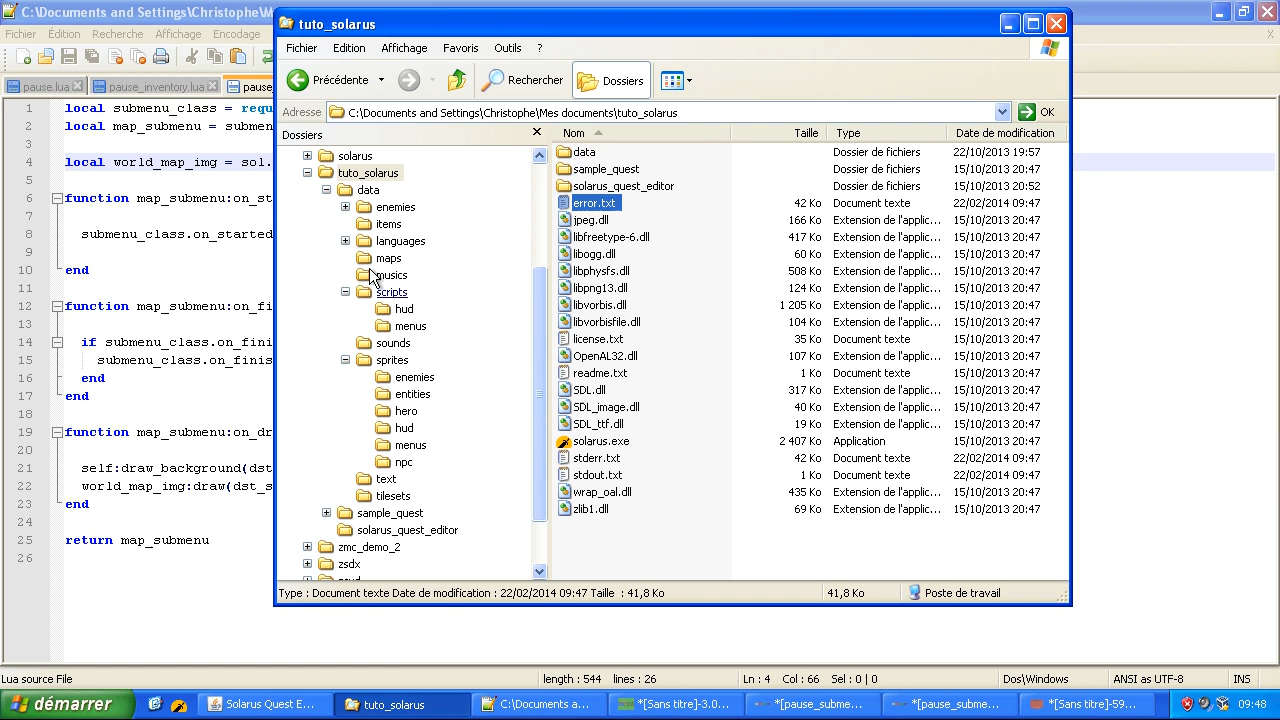 C:\Documents and Settings\Christophe\M
tuto_solarus
Fichier Édition Recherche Affichage Encodage
Fichier Affichage Favoris Outils ?
Précédente Rechercher Dossiers
pause.lua pause_inventory.lua pause
Adresse C:\Documents and Settings\Christophe\Mes documents\tuto_solarus OK
Dossiers
solarus
tuto_solarus
data
enemies
items
languages
maps
musics
scripts
hud
menus
sounds
sprites
enemies
entities
hero
hud
menus
npc
text
tilesets
sample_quest
solarus_quest_editor
zmc_demo_2
zsdx
Nom Taille Type Date de modification
data Dossier de fichiers 22/10/2013 19:57
sample_quest Dossier de fichiers 15/10/2013 20:47
solarus_quest_editor Dossier de fichiers 15/10/2013 20:52
error.txt 42 Ko Document texte 22/02/2014 09:47
jpeg.dll 166 Ko Extension de l'applic... 15/10/2013 20:47
libfreetype-6.dll 417 Ko Extension de l'applic... 15/10/2013 20:47
libogg.dll 60 Ko Extension de l'applic... 15/10/2013 20:47
libphysfs.dll 508 Ko Extension de l'applic... 15/10/2013 20:47
libpng13.dll 124 Ko Extension de l'applic... 15/10/2013 20:47
libvorbis.dll 1 205 Ko Extension de l'applic... 15/10/2013 20:47
libvorbisfile.dll 104 Ko Extension de l'applic... 15/10/2013 20:47
license.txt 35 Ko Document texte 15/10/2013 20:47
OpenAL32.dll 107 Ko Extension de l'applic... 15/10/2013 20:47
readme.txt 1 Ko Document texte 15/10/2013 20:47
SDL.dll 317 Ko Extension de l'applic... 15/10/2013 20:47
SDL_image.dll 40 Ko Extension de l'applic... 15/10/2013 20:47
SDL_ttf.dll 19 Ko Extension de l'applic... 15/10/2013 20:47
solarus.exe 2 407 Ko Application 15/10/2013 20:47
stderr.txt 42 Ko Document texte 22/02/2014 09:47
stdout.txt 1 Ko Document texte 22/02/2014 09:47
wrap_oal.dll 435 Ko Extension de l'applic... 15/10/2013 20:47
zlib1.dll 69 Ko Extension de l'applic... 15/10/2013 20:47
Type : Document texte Date de modification : 22/02/2014 09:47 Taille : 41,8 Ko 41,8 Ko Poste de travail
1 local submenu_class = requ
2 local map_submenu = submen
3
4 local world_map_img = sol.
5
6 function map_submenu:on_st
7
8 submenu_class.on_started
9
10 end
11
12 function map_submenu:on_fi
13
14 if submenu_class.on_fini
15 submenu_class.on_finis
16 end
17 end
18
19 function map_submenu:on_dr
20
21 self:draw_background(dst
22 world_map_img:draw(dst_s
23 end
24
25 return map_submenu
26
Lua source File length : 544 lines : 26 Ln : 4 Col : 66 Sel : 0 | 0 Dos\Windows ANSI as UTF-8 INS
démarrer Solarus Quest E... tuto_solarus C:\Documents a... *[Sans titre]-3.0... *[pause_subme... *[pause_subme... *[Sans titre]-59... 09:48